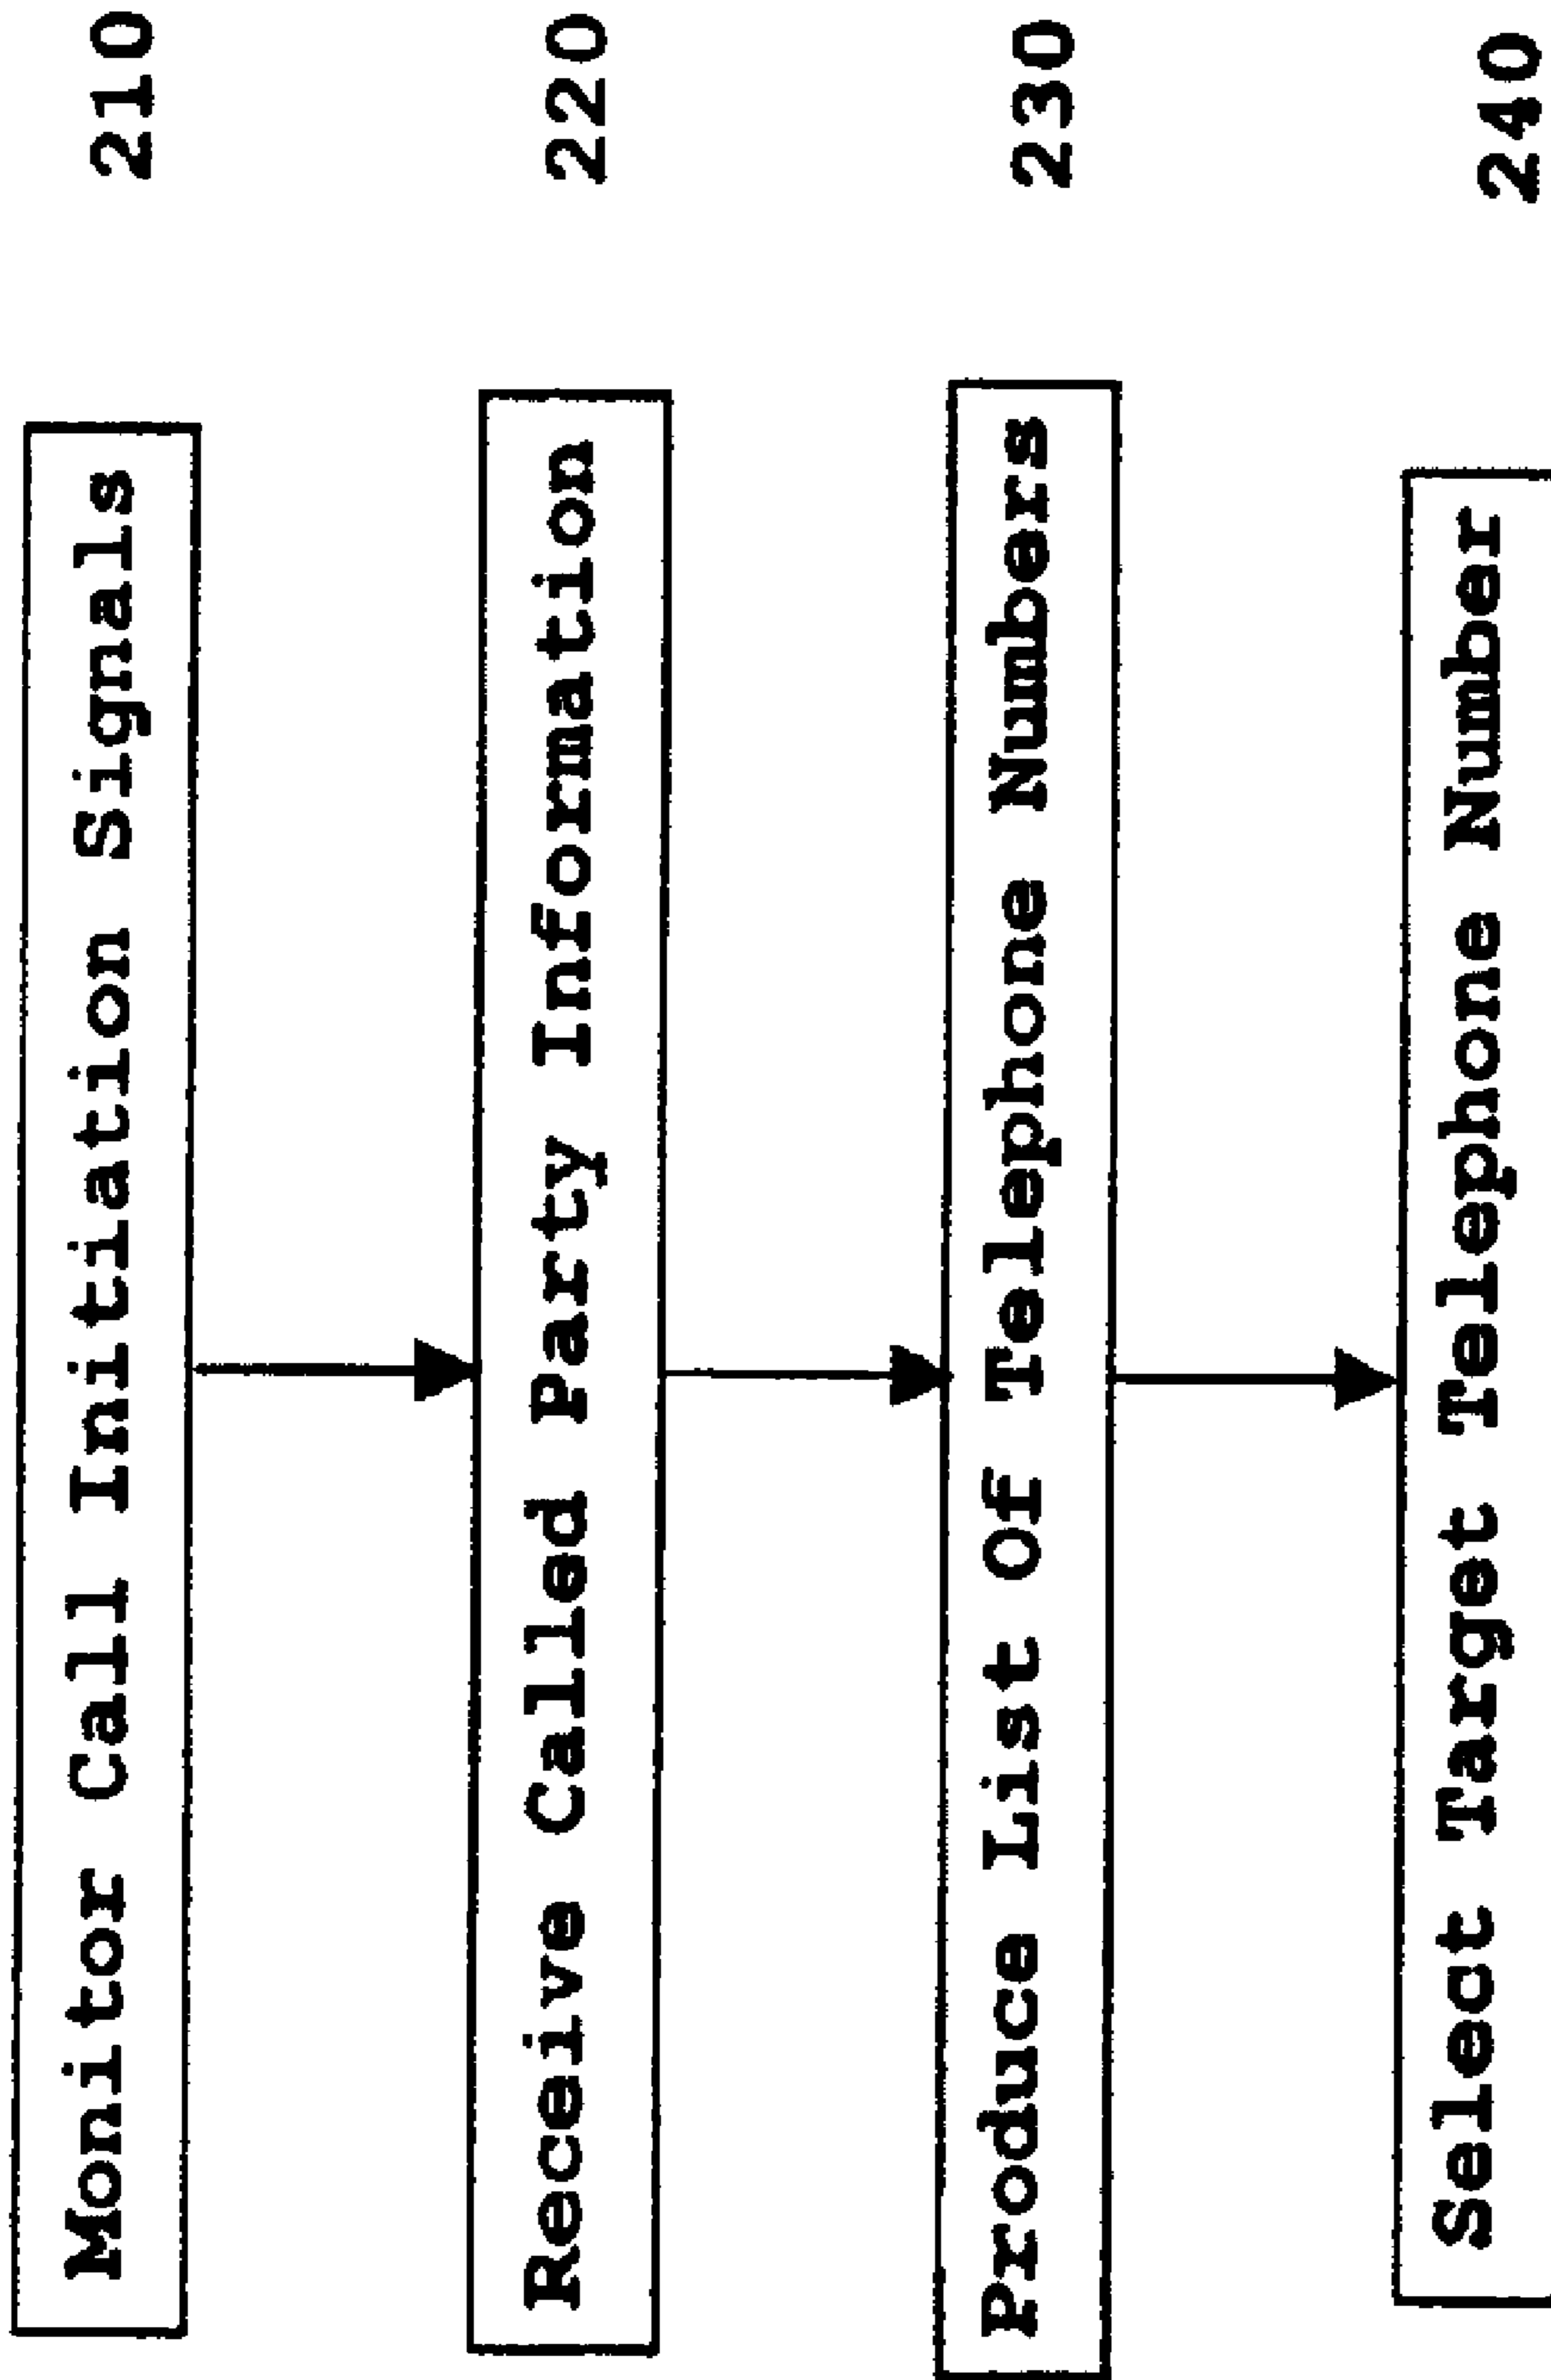 Monitor Call Initiation Signals 210
Receive Called Party Information 220
Produce List Of Telephone Numbers 230
Select Target Telephone Number 240